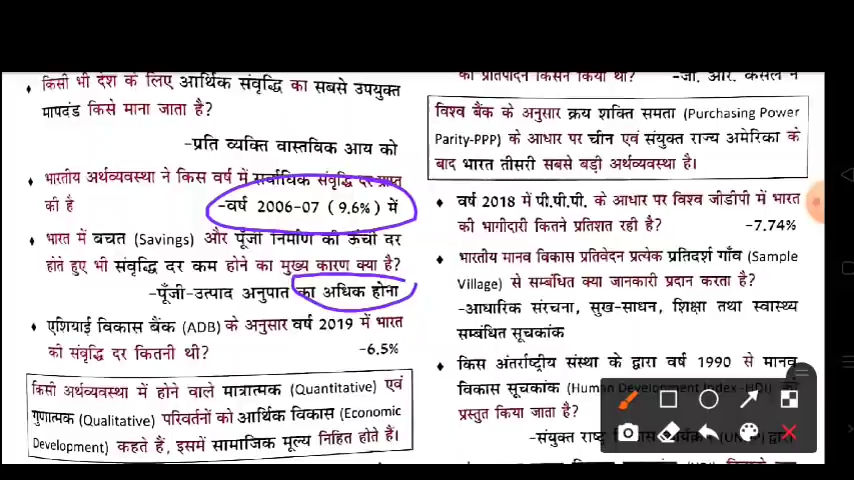 किसी भी देश के लिए आर्थिक संवृद्धि का सबसे उपयुक्त
मापदंड किसे माना जाता है?
-प्रति व्यक्ति वास्तविक आय को
भारतीय अर्थव्यवस्था ने किस वर्ष में सर्वाधिक संवृद्धि दर प्राप्त
की है
-वर्ष 2006-07 ( 9.6% ) में
भारत में बचत (Savings) और पूँजी निर्माण की ऊंची दर
होते हुए भी संवृद्धि दर कम होने का मुख्य कारण क्या है?
-पूँजी-उत्पाद अनुपात का अधिक होना
एशियाई विकास बैंक (ADB) के अनुसार वर्ष 2019 में भारत
की संवृद्धि दर कितनी थी?
-6.5%
किसी अर्थव्यवस्था में होने वाले मात्रात्मक (Quantitative) एवं
गुणात्मक (Qualitative) परिवर्तनों को आर्थिक विकास (Economic
Development) कहते हैं, इसमें सामाजिक मूल्य निहित होते हैं।
का प्रतिपादन किसने किया था? -जी. आर. कैसल ने
विश्व बैंक के अनुसार क्रय शक्ति समता (Purchasing Power
Parity-PPP) के आधार पर चीन एवं संयुक्त राज्य अमेरिका के
बाद भारत तीसरी सबसे बड़ी अर्थव्यवस्था है।
वर्ष 2018 में पी.पी.पी. के आधार पर विश्व जीडीपी में भारत
की भागीदारी कितने प्रतिशत रही है? -7.74%
भारतीय मानव विकास प्रतिवेदन प्रत्येक प्रतिदर्श गाँव (Sample
Village) से सम्बंधित क्या जानकारी प्रदान करता है?
-आधारिक संरचना, सुख-साधन, शिक्षा तथा स्वास्थ्य
सम्बंधित सूचकांक
किस अंतर्राष्ट्रीय संस्था के द्वारा वर्ष 1990 से मानव
विकास सूचकांक (Human Development Index -HDI) को
प्रस्तुत किया जाता है?
-संयुक्त राष्ट्र